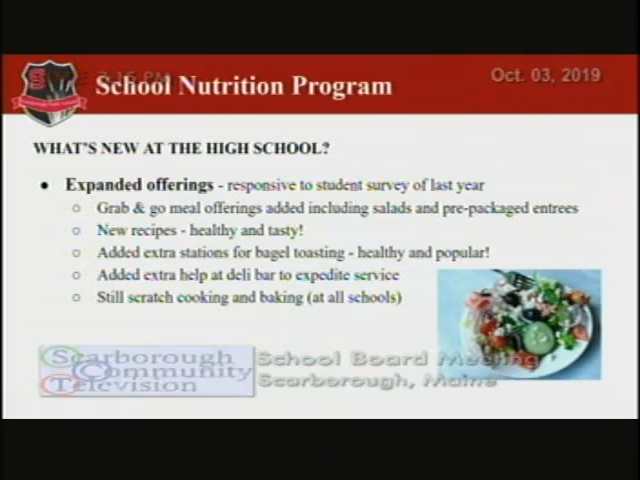 7:16 PM
Oct. 03, 2019
School Nutrition Program
WHAT'S NEW AT THE HIGH SCHOOL?
● Expanded offerings - responsive to student survey of last year
○ Grab & go meal offerings added including salads and pre-packaged entrees
○ New recipes - healthy and tasty!
○ Added extra stations for bagel toasting - healthy and popular!
○ Added extra help at deli bar to expedite service
○ Still scratch cooking and baking (at all schools)
Scarborough
Community
Television
School Board Meeting
Scarborough, Maine